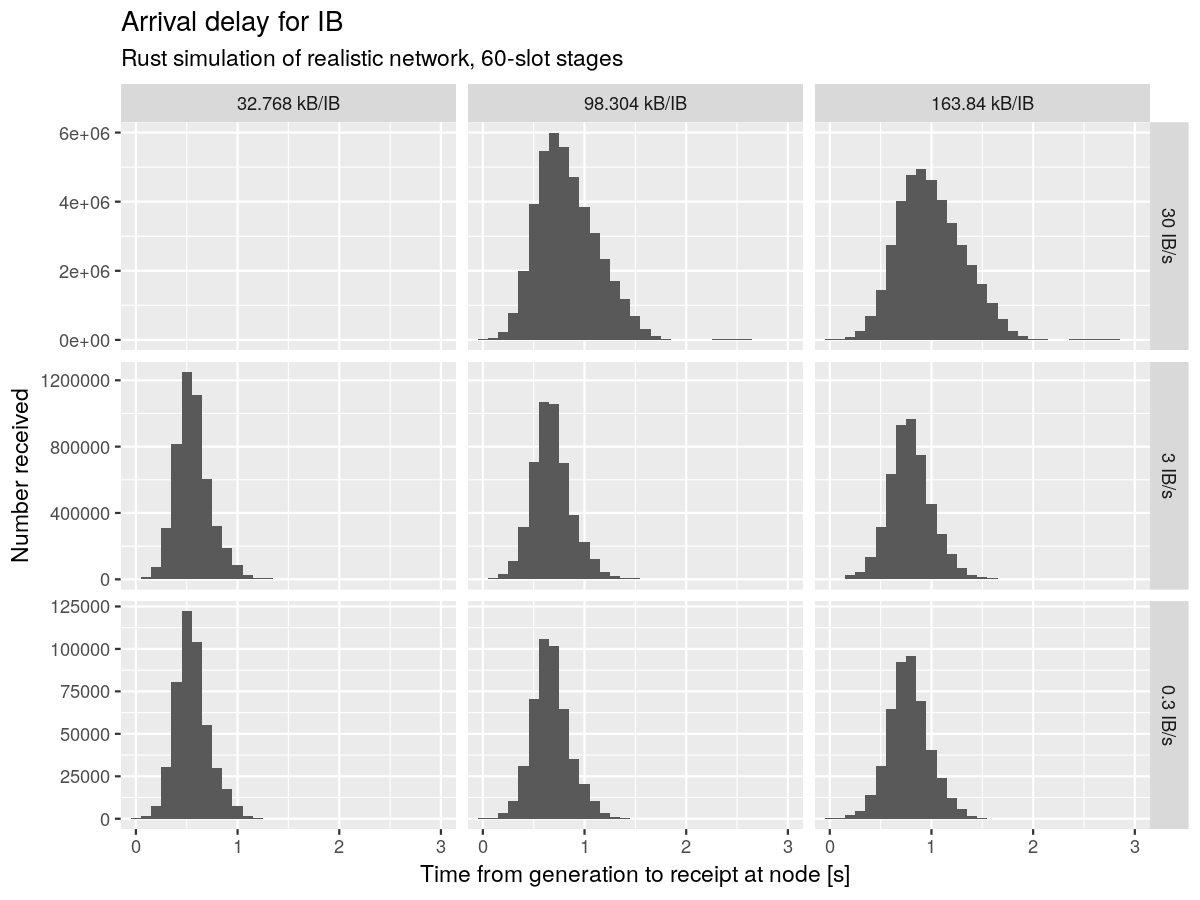 Arrival delay for IB
Rust simulation of realistic network, 60-slot stages
32.768 kB/IB 98.304 kB/IB 163.84 kB/IB
6e+06
4e+06
2e+06
0e+00
30 IB/s
1200000
800000
400000
0
3 IB/s
125000
100000
75000
50000
25000
0
0.3 IB/s
0 1 2 3 0 1 2 3 0 1 2 3
Time from generation to receipt at node [s]
Number received